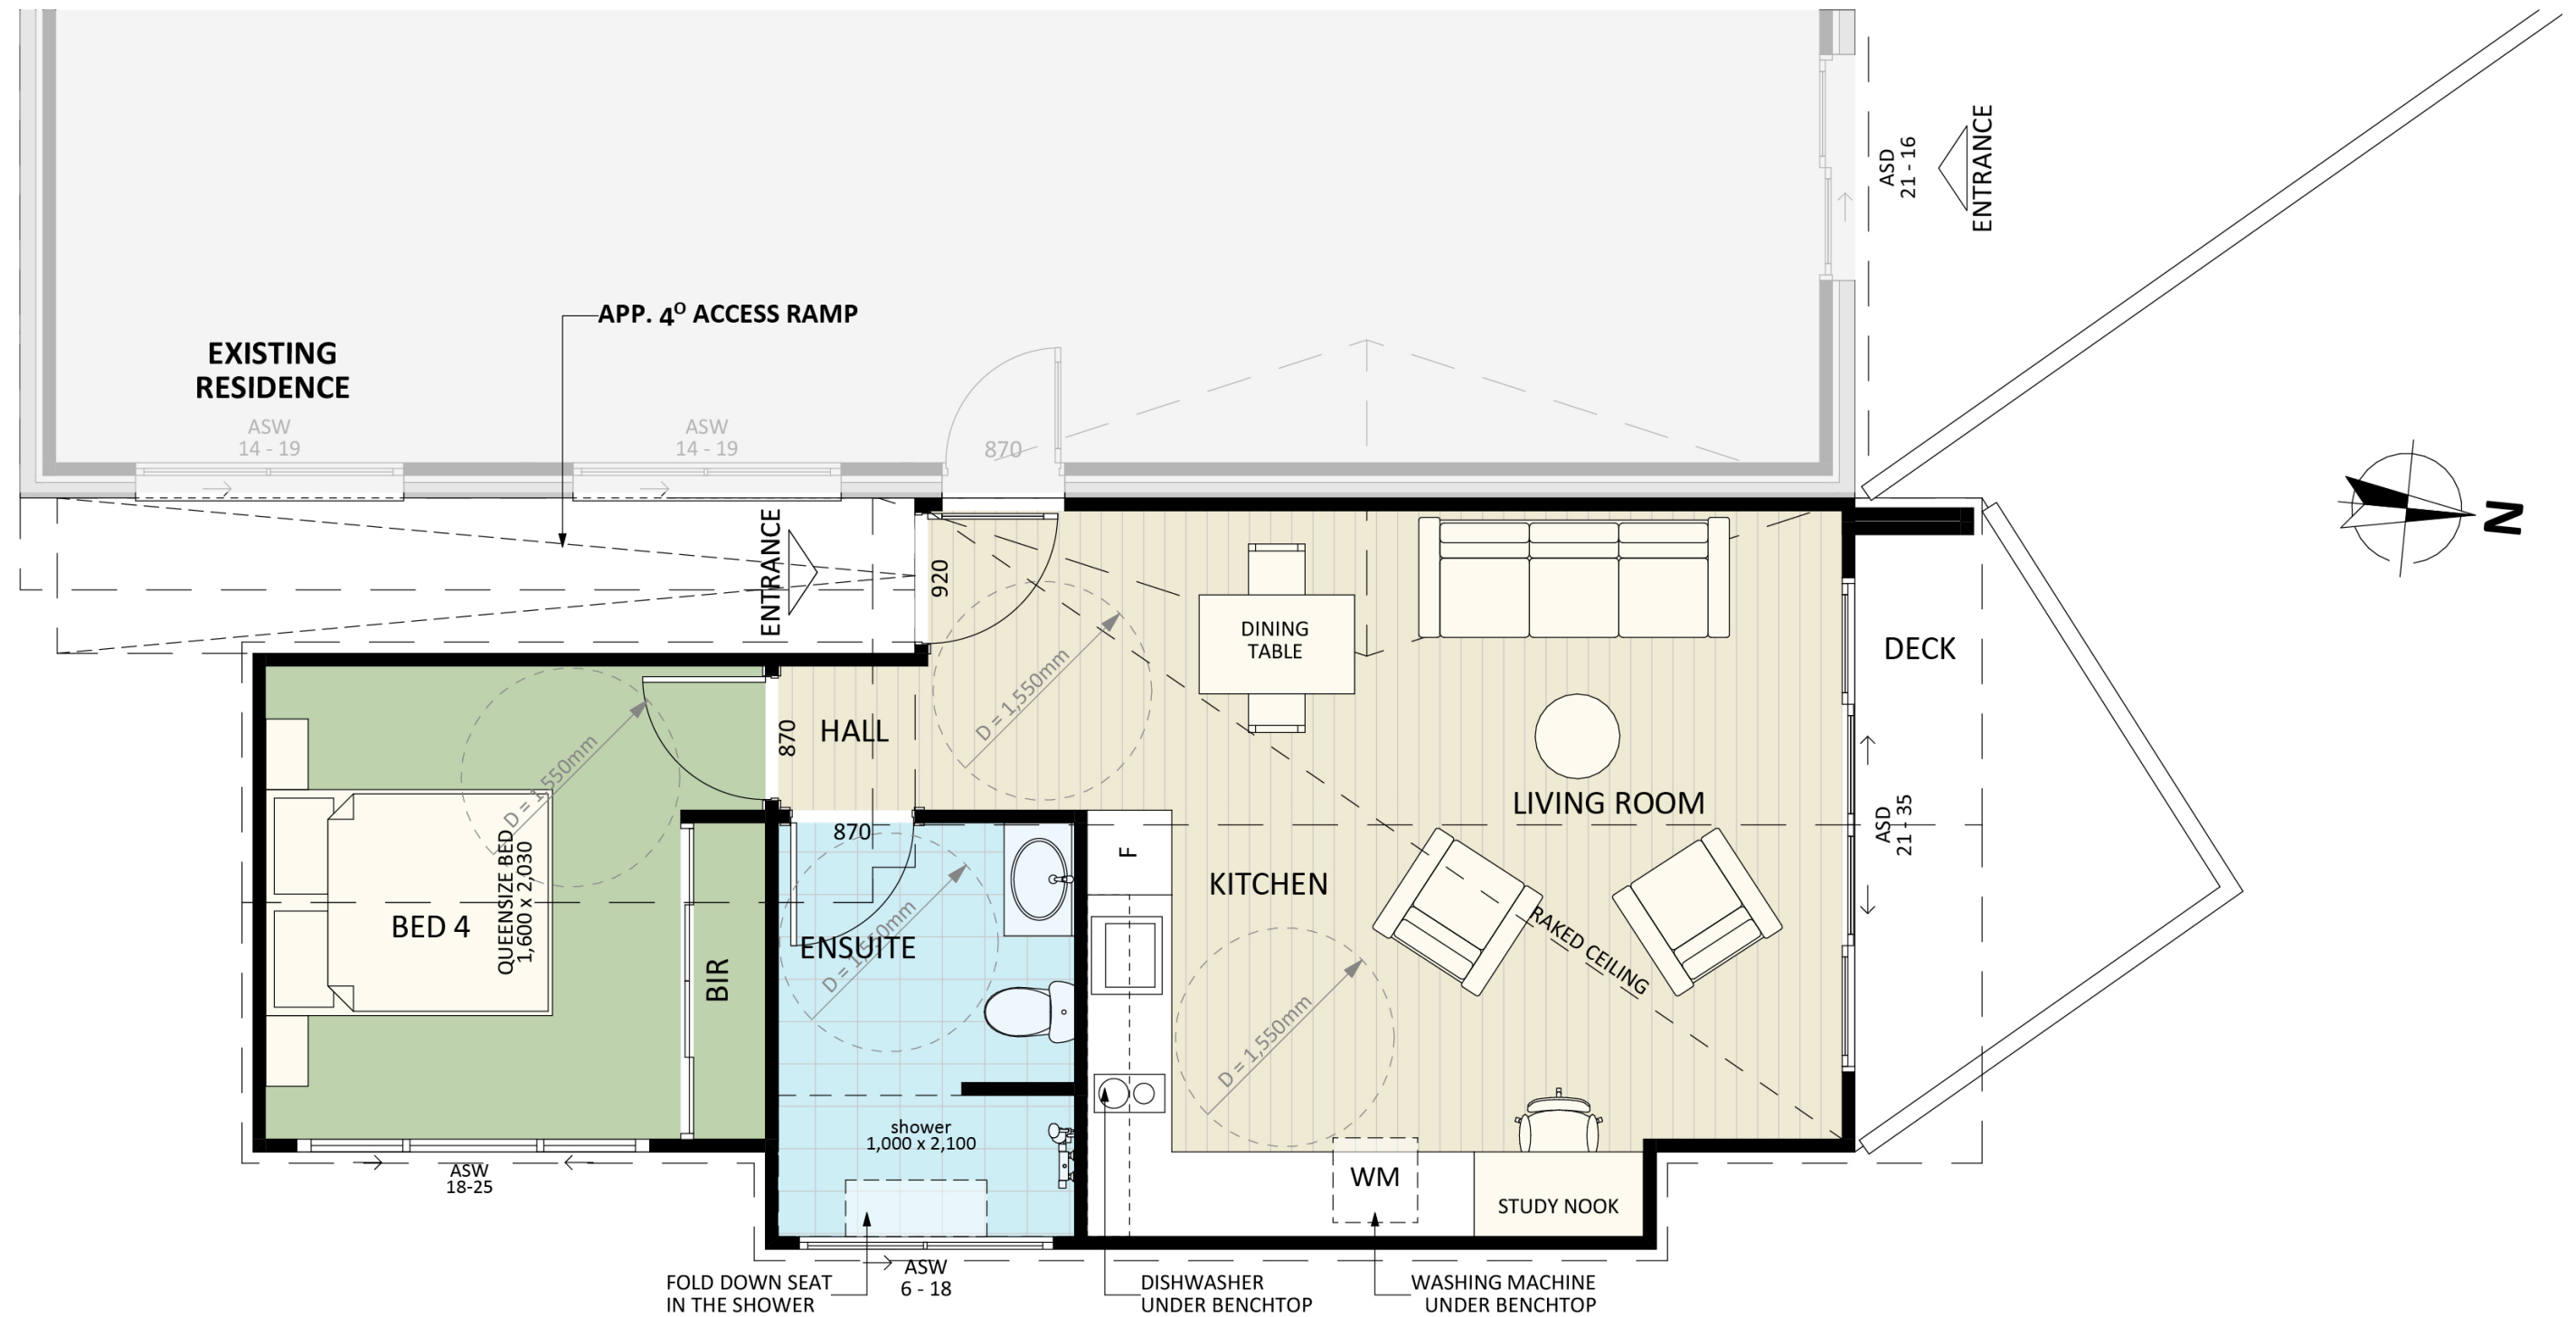 ASD
21 - 16
ENTRANCE
APP. 4⁰ ACCESS RAMP
EXISTING
RESIDENCE
ASW
14 - 19
ASW
14 - 19
870
N
ENTRANCE
920
DINING
TABLE
DECK
D = 1,550mm
870
HALL
D = 1,550mm
LIVING ROOM
ASD
21 - 35
870
F
KITCHEN
QUEENSIZE BED
1,600 x 2,030
BED 4
ENSUITE
D = 1,550mm
RAKED CEILING
BIR
D = 1,550mm
shower
1,000 x 2,100
WM
STUDY NOOK
ASW
18-25
ASW
6 - 18
FOLD DOWN SEAT
IN THE SHOWER
DISHWASHER
UNDER BENCHTOP
WASHING MACHINE
UNDER BENCHTOP